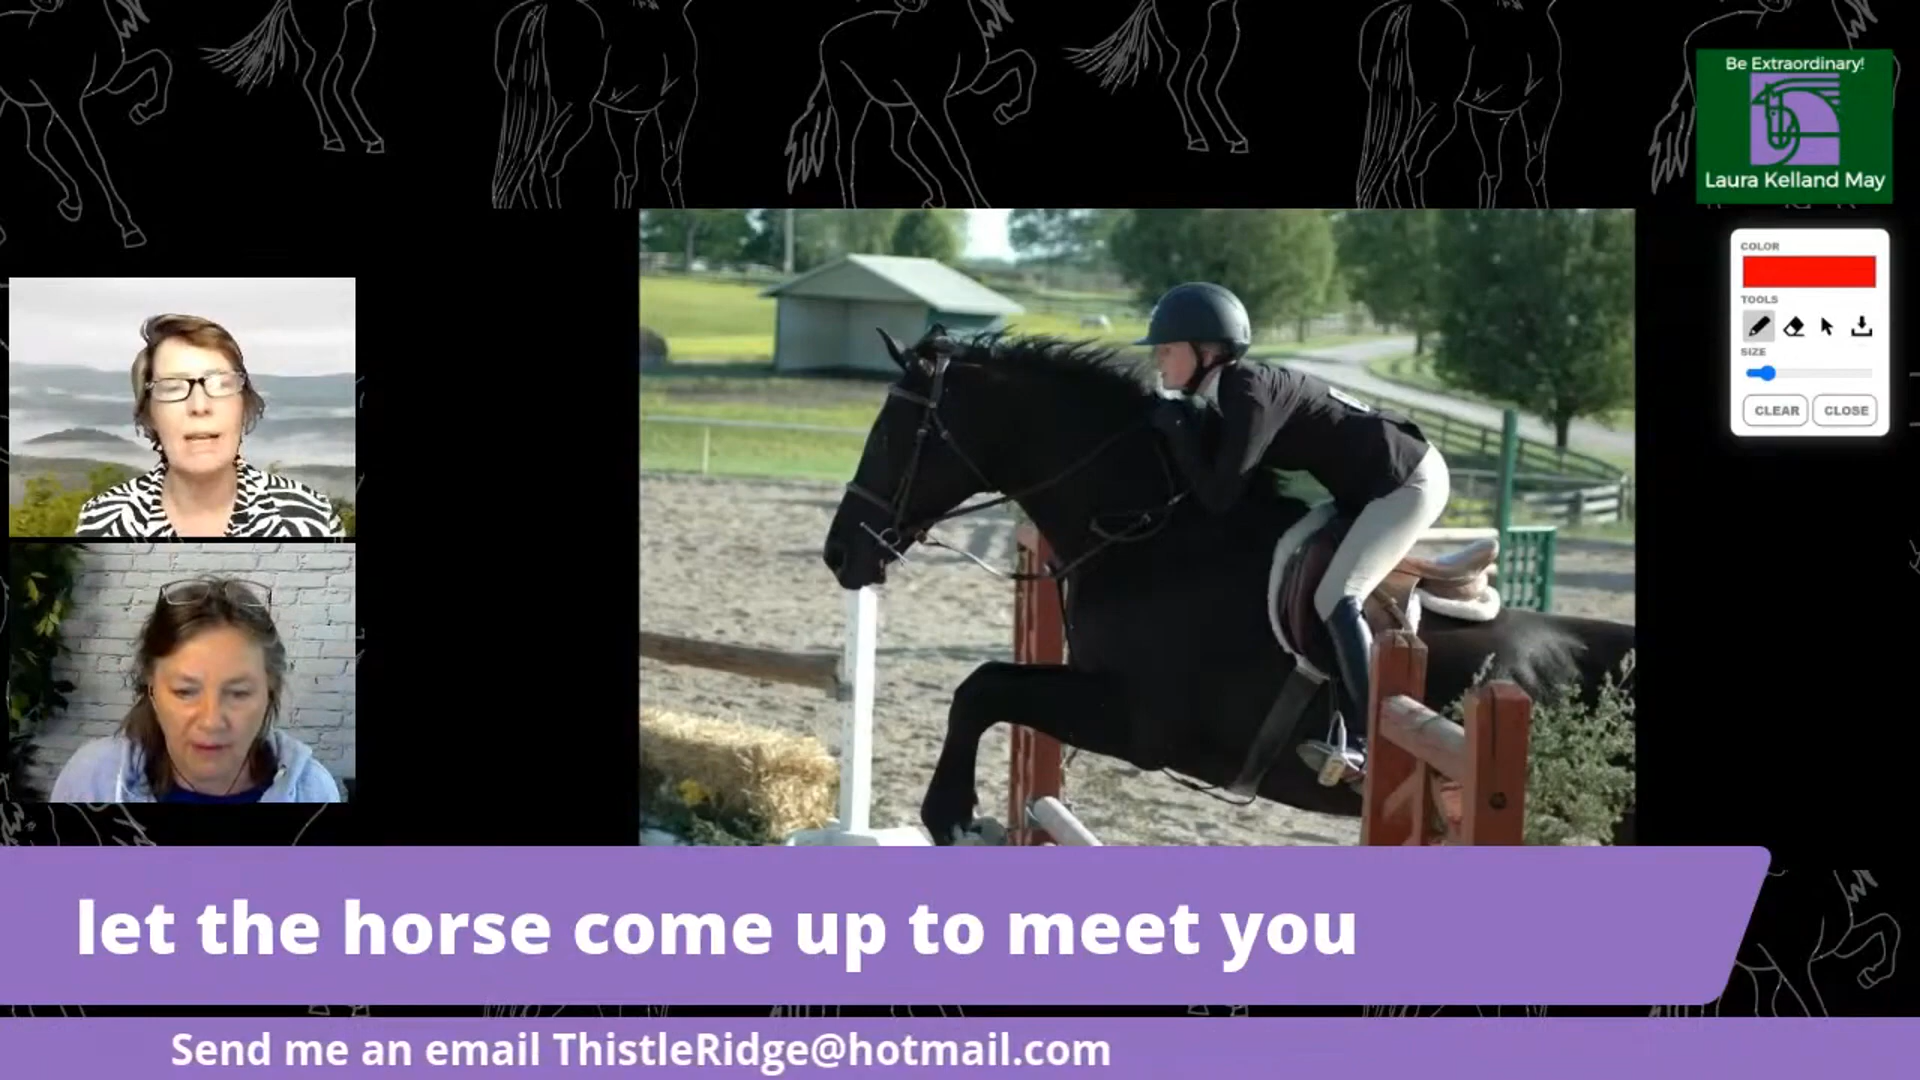 Be Extraordinary!
Laura Kelland May
COLOR
TOOLS
SIZE
CLEAR CLOSE
let the horse come up to meet you
Send me an email ThistleRidge@hotmail.com